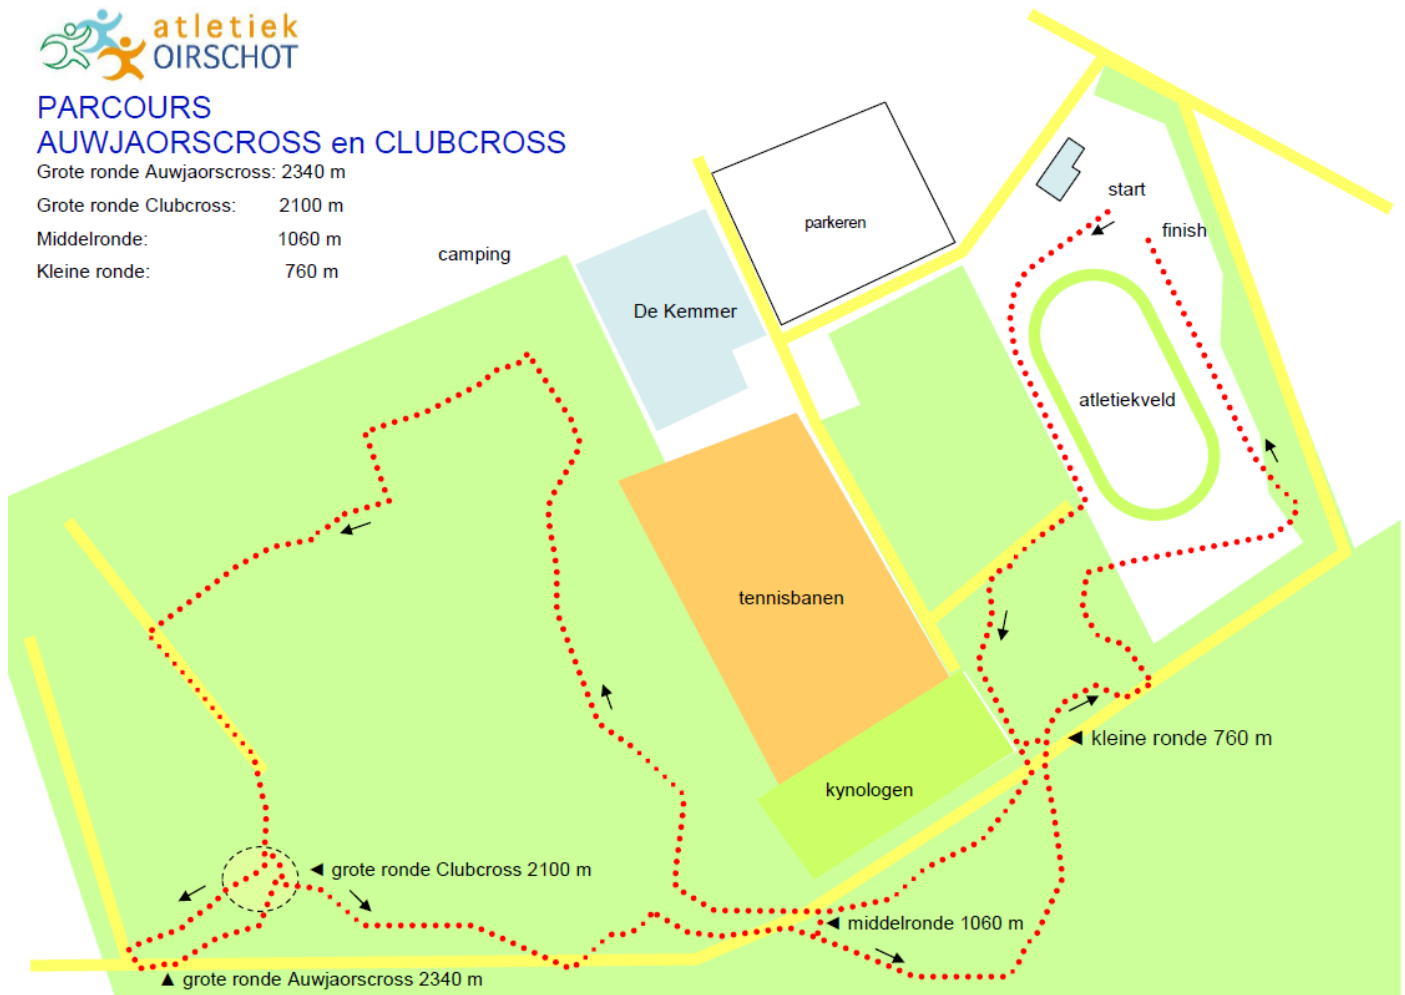 atletiek
OIRSCHOT
PARCOURS
AUWJAORSCROSS en CLUBCROSS
Grote ronde Auwjaorscross: 2340 m
Grote ronde Clubcross: 2100 m
Middelronde: 1060 m
Kleine ronde: 760 m
camping
De Kemmer
parkeren
start
finish
atletiekveld
tennisbanen
kynologen
◄ kleine ronde 760 m
◄ grote ronde Clubcross 2100 m
◄ middelronde 1060 m
▲ grote ronde Auwjaorscross 2340 m